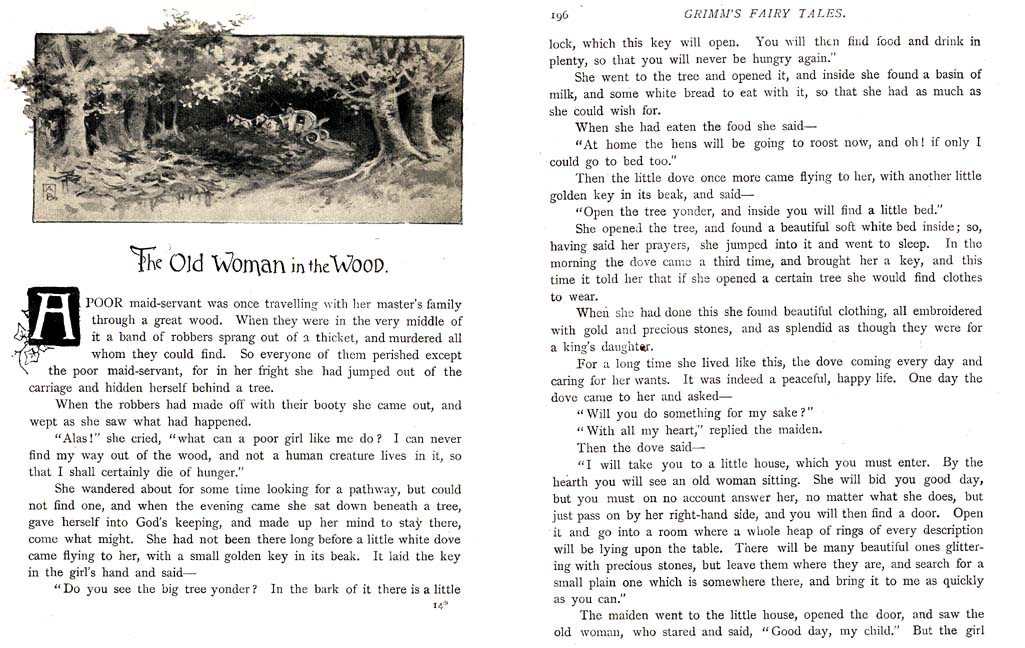 The Old Woman in the Wood.
A POOR maid-servant was once travelling with her master's family
through a great wood. When they were in the very middle of
it a band of robbers sprang out of a thicket, and murdered all
whom they could find. So everyone of them perished except
the poor maid-servant, for in her fright she had jumped out of the
carriage and hidden herself behind a tree.
When the robbers had made off with their booty she came out, and
wept as she saw what had happened.
"Alas!" she cried, "what can a poor girl like me do? I can never
find my way out of the wood, and not a human creature lives in it, so
that I shall certainly die of hunger."
She wandered about for some time looking for a pathway, but could
not find one, and when the evening came she sat down beneath a tree,
gave herself into God's keeping, and made up her mind to stay there,
come what might. She had not been there long before a little white dove
came flying to her, with a small golden key in its beak. It laid the key
in the girl's hand and said—
"Do you see the big tree yonder? In the bark of it there is a little
196
GRIMM'S FAIRY TALES.
lock, which this key will open. You will then find food and drink in
plenty, so that you will never be hungry again."
She went to the tree and opened it, and inside she found a basin of
milk, and some white bread to eat with it, so that she had as much as
she could wish for.
When she had eaten the food she said—
"At home the hens will be going to roost now, and oh! if only I
could go to bed too."
Then the little dove once more came flying to her, with another little
golden key in its beak, and said—
"Open the tree yonder, and inside you will find a little bed."
She opened the tree, and found a beautiful soft white bed inside; so,
having said her prayers, she jumped into it and went to sleep. In the
morning the dove came a third time, and brought her a key, and this
time it told her that if she opened a certain tree she would find clothes
to wear.
When she had done this she found beautiful clothing, all embroidered
with gold and precious stones, and as splendid as though they were for
a king's daughter.
For a long time she lived like this, the dove coming every day and
caring for her wants. It was indeed a peaceful, happy life. One day the
dove came to her and asked—
"Will you do something for my sake?"
"With all my heart," replied the maiden.
Then the dove said—
"I will take you to a little house, which you must enter. By the
hearth you will see an old woman sitting. She will bid you good day,
but you must on no account answer her, no matter what she does, but
just pass on by her right-hand side, and you will then find a door. Open
it and go into a room where a whole heap of rings of every description
will be lying upon the table. There will be many beautiful ones glitter-
ing with precious stones, but leave them where they are, and search for a
small plain one which is somewhere there, and bring it to me as quickly
as you can."
The maiden went to the little house, opened the door, and saw the
old woman, who stared and said, "Good day, my child." But the girl